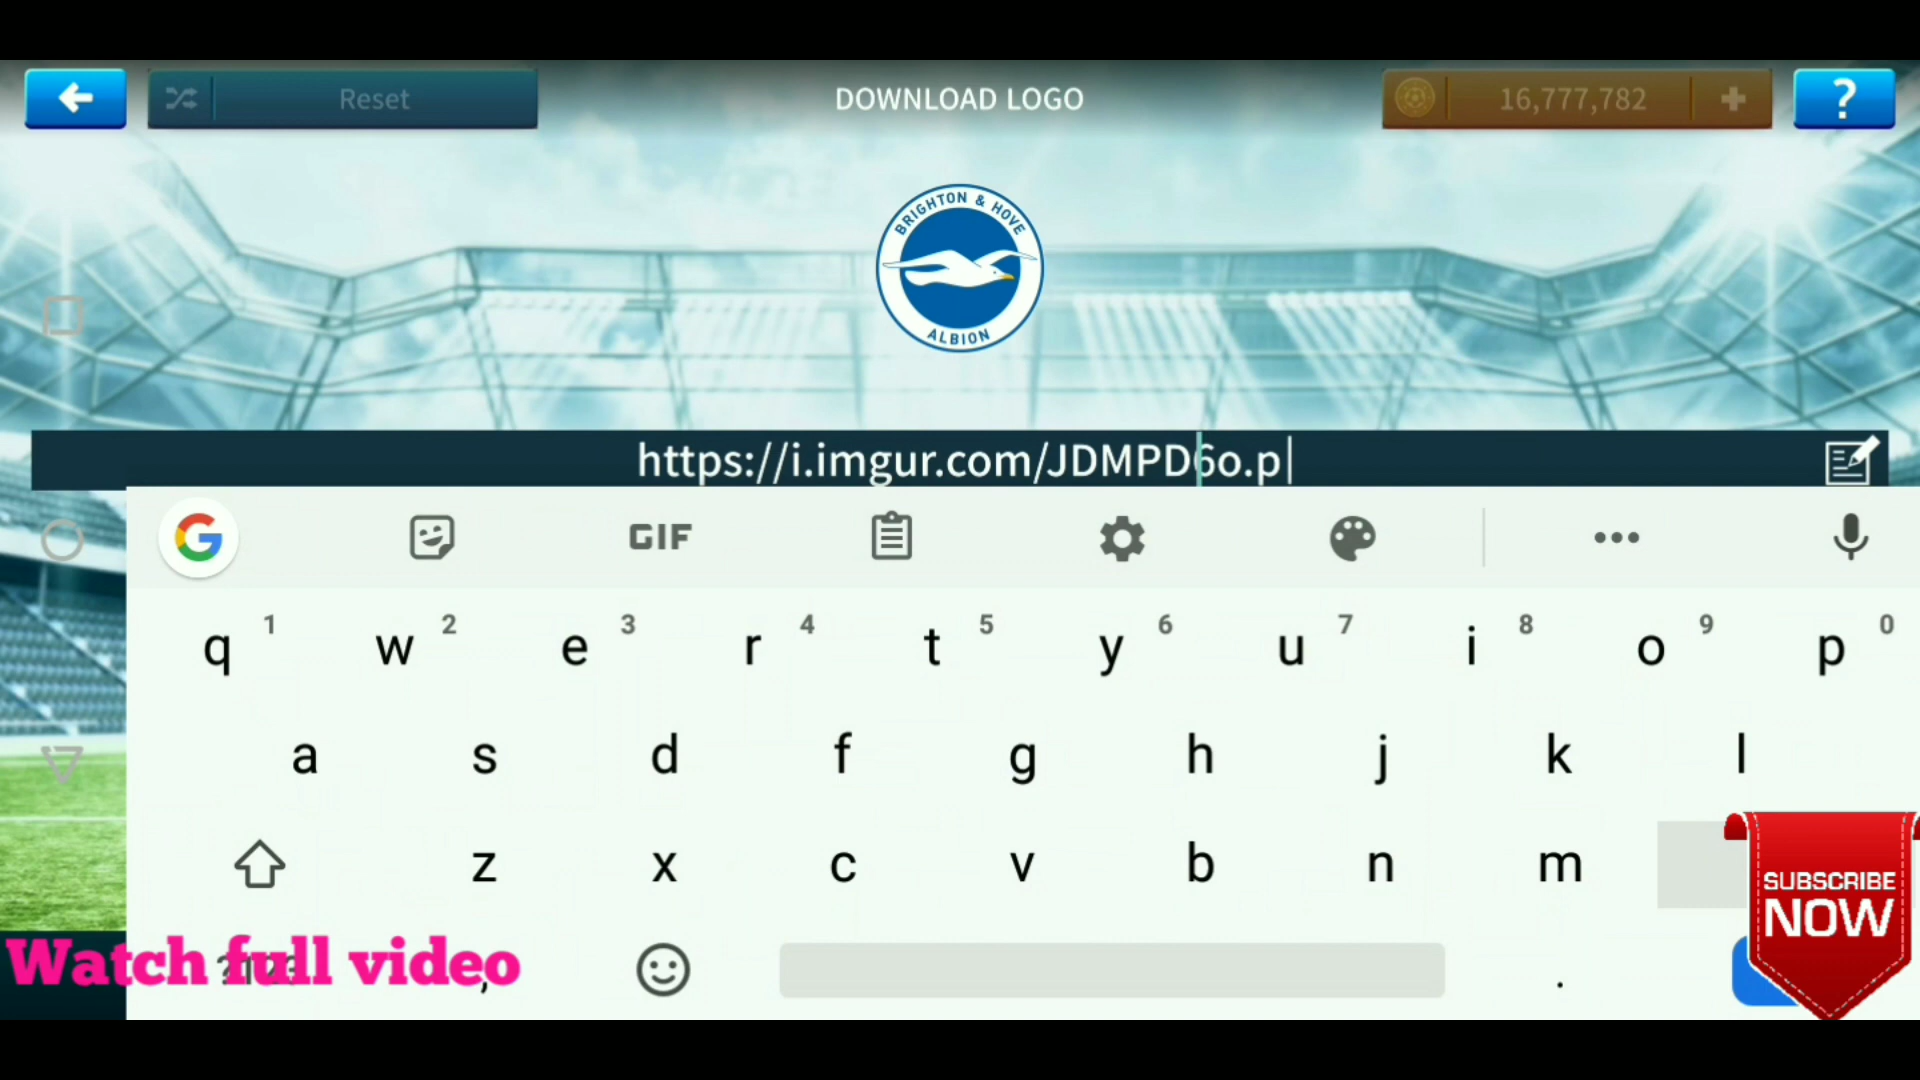 Reset
DOWNLOAD LOGO
16,777,782
?
BRIGHTON & HOVE
ALBION
https://i.imgur.com/JDMPD6o.p
G
GIF
q 1 w 2 e 3 r 4 t 5 y 6 u 7 i 8 o 9 p 0
a s d f g h j k l
z x c v b n m
SUBSCRIBE
NOW
Watch full video
?123 , .